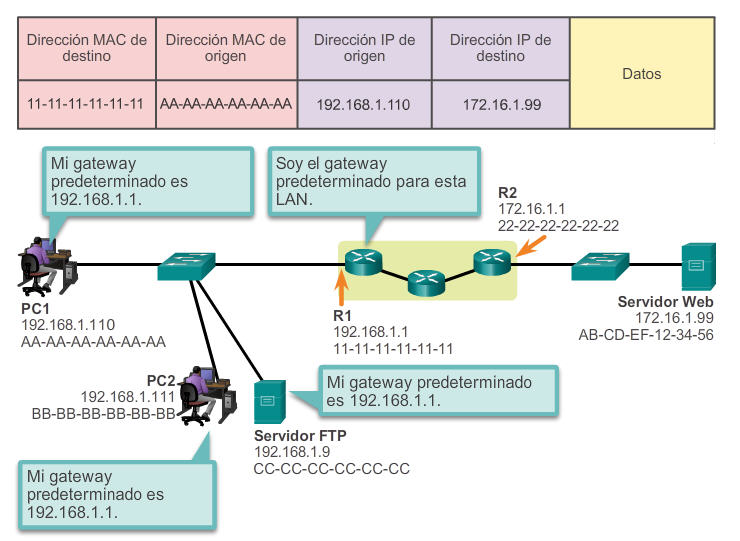 Dirección MAC de
destino
Dirección MAC de
origen
Dirección IP de
origen
Dirección IP de
destino
Datos
11-11-11-11-11-11
AA-AA-AA-AA-AA-AA
192.168.1.110
172.16.1.99
Mi gateway
predeterminado es
192.168.1.1.
Soy el gateway
predeterminado para esta
LAN.
R2
172.16.1.1
22-22-22-22-22-22
PC1
192.168.1.110
AA-AA-AA-AA-AA-AA
R1
192.168.1.1
11-11-11-11-11-11
Servidor Web
172.16.1.99
AB-CD-EF-12-34-56
PC2
192.168.1.111
BB-BB-BB-BB-BB-BB
Mi gateway predeterminado
es 192.168.1.1.
Servidor FTP
192.168.1.9
CC-CC-CC-CC-CC-CC
Mi gateway
predeterminado es
192.168.1.1.